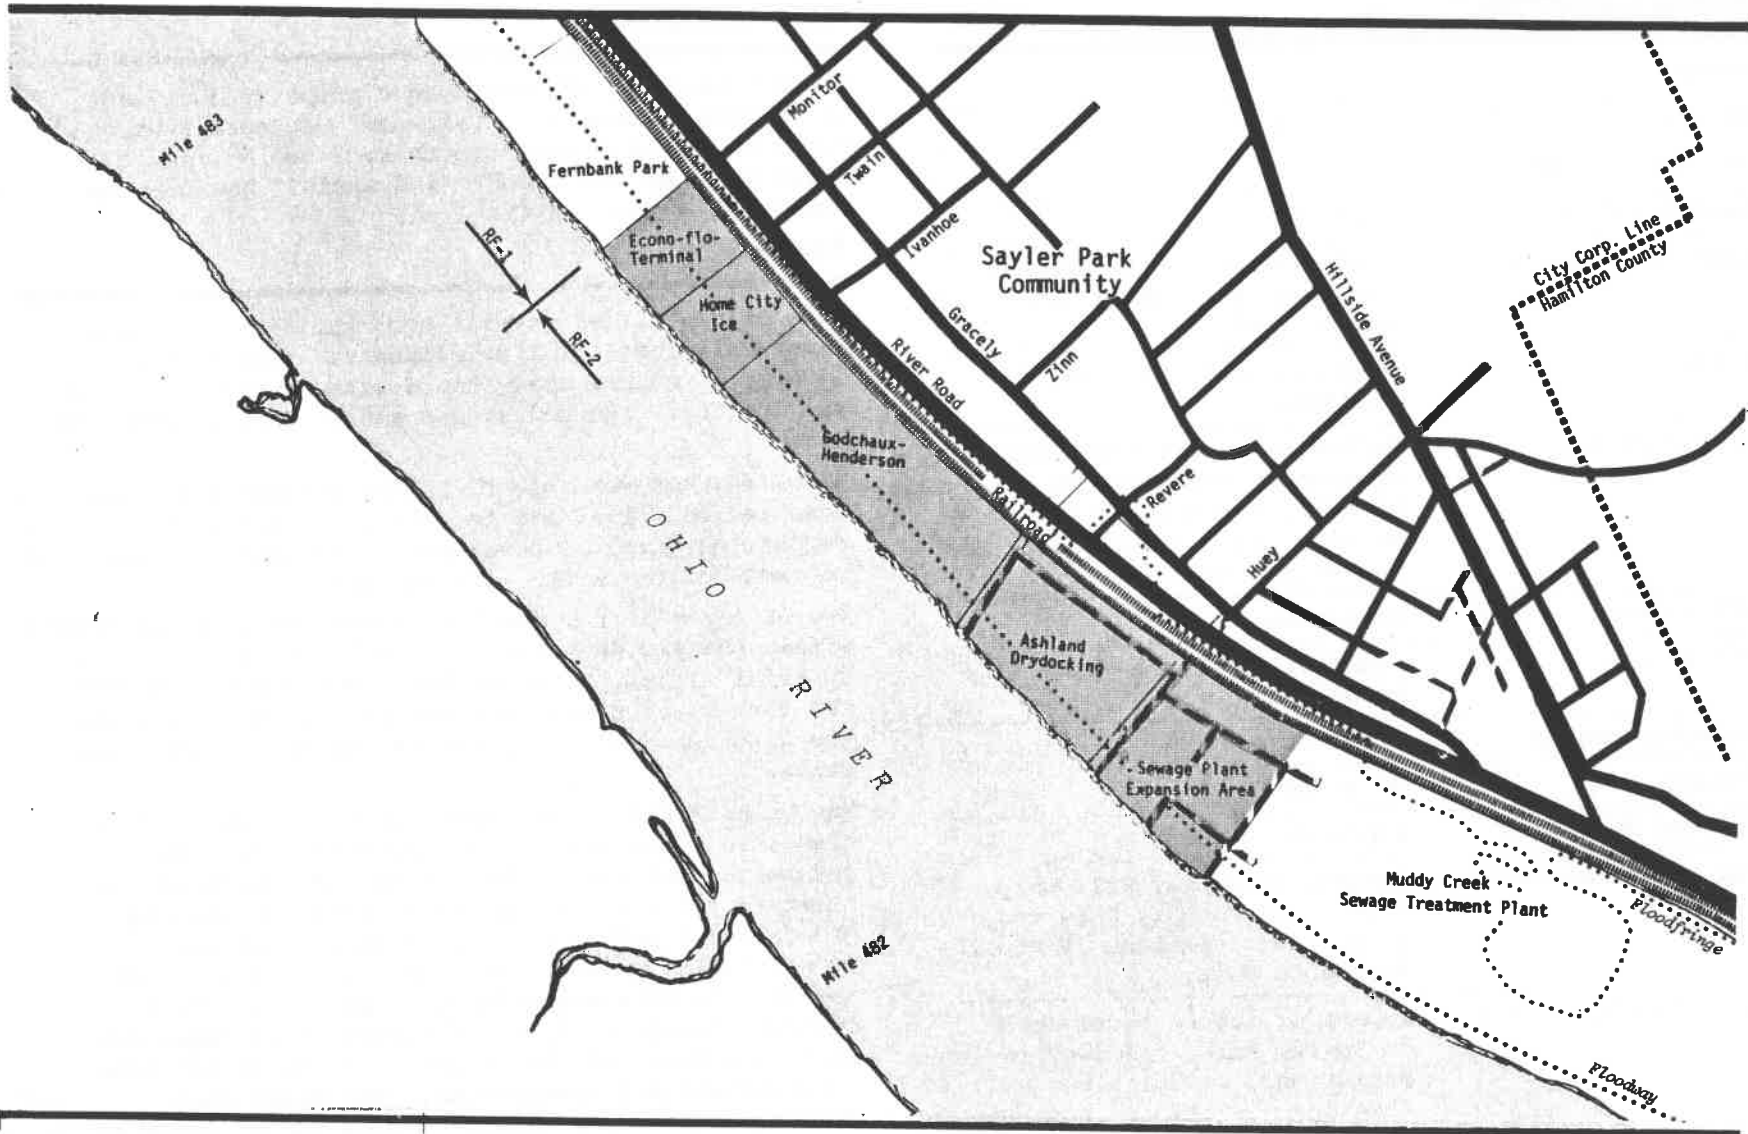 Mile 483
Monitor
Twain
Ivanhoe
Fernbank Park
RF-1
RF-2
Econo-flo-
Terminal
Home City
Ice
Sayler Park
Community
City Corp. Line
Hamilton County
Hillside Avenue
Gracely
River Road
Zinn
Godchaux-
Henderson
Railroad
Revere
Huey
OHIO RIVER
Ashland
Drydocking
Sewage Plant
Expansion Area
Muddy Creek
Sewage Treatment Plant
Floodfringe
Mile 482
Floodway